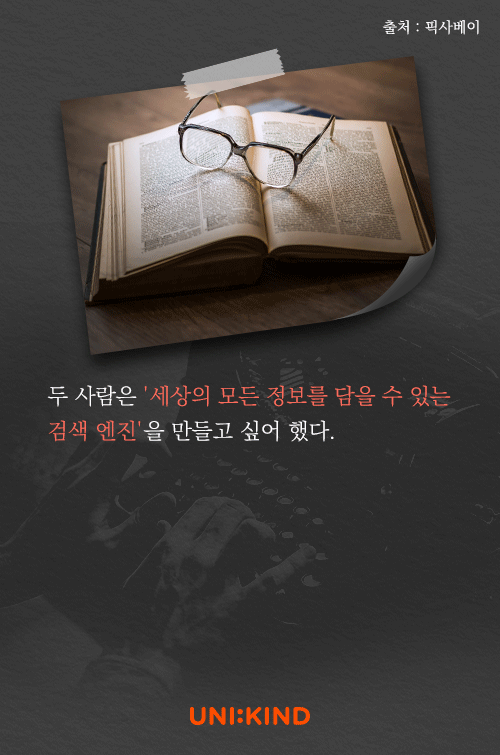 출처 : 픽사베이
두 사람은 '세상의 모든 정보를 담을 수 있는
검색 엔진'을 만들고 싶어 했다.
UNI:KIND